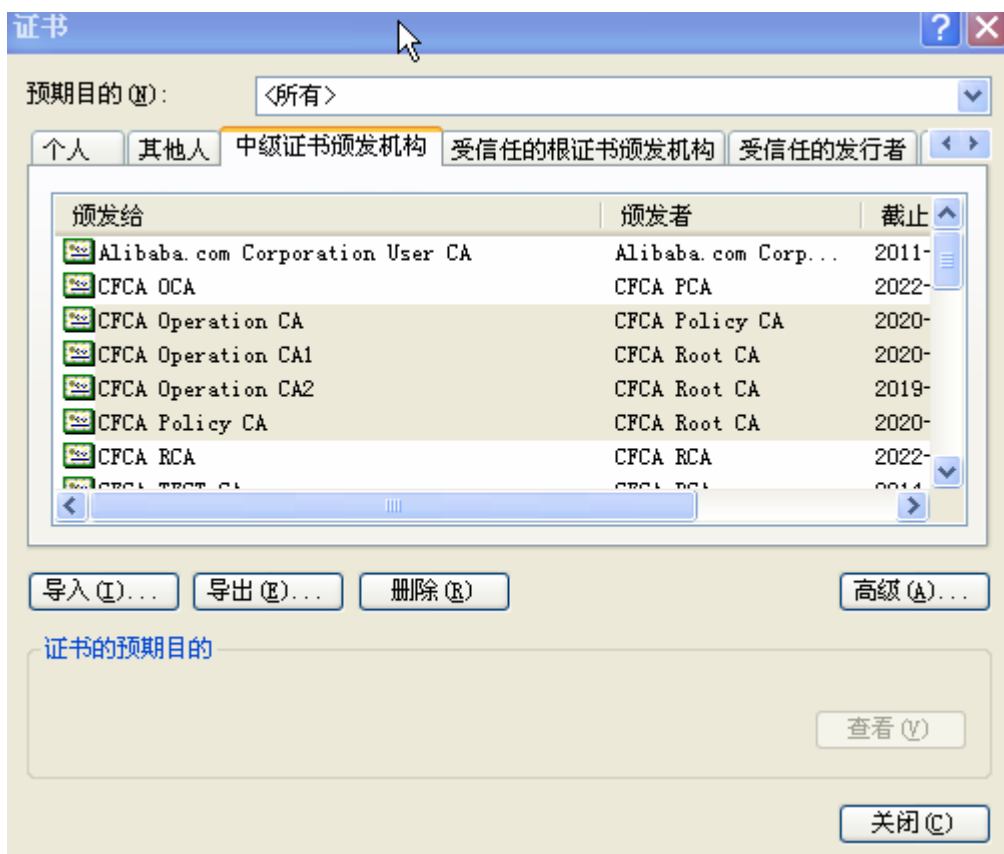 证书
预期目的(N): <所有>
个人 其他人 中级证书颁发机构 受信任的根证书颁发机构 受信任的发行者
颁发给 颁发者 截止
Alibaba.com Corporation User CA Alibaba.com Corp... 2011-
CFCA OCA CFCA PCA 2022-
CFCA Operation CA CFCA Policy CA 2020-
CFCA Operation CA1 CFCA Root CA 2020-
CFCA Operation CA2 CFCA Root CA 2019-
CFCA Policy CA CFCA Root CA 2020-
CFCA RCA CFCA RCA 2022-
导入(I)... 导出(E)... 删除(R) 高级(A)...
证书的预期目的
查看(V)
关闭(C)